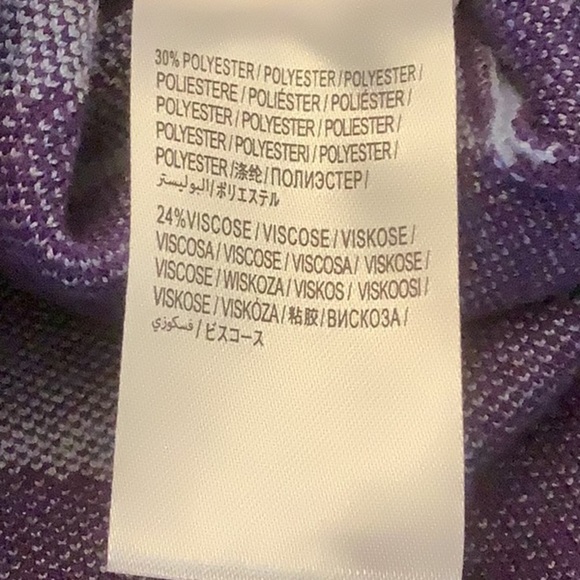 30% POLYESTER / POLYESTER / POLYESTER /
POLIESTERE / POLIÉSTER / POLIÉSTER /
POLYESTER / POLYESTER / POLIESTER /
POLYESTER / POLYESTERI / POLYESTER /
POLYESTER /涤纶/ ПОЛИЭСТЕР /
البوليستر/ポリエステル
24%VISCOSE / VISCOSE / VISKOSE /
VISCOSA / VISCOSE / VISCOSA / VISKOSE /
VISCOSE / WISKOZA / VISKOS / VISKOOSI /
VISKOSE / VISKÓZA / 粘胶 / ВИСКОЗА /
فسكوزي / ビスコース